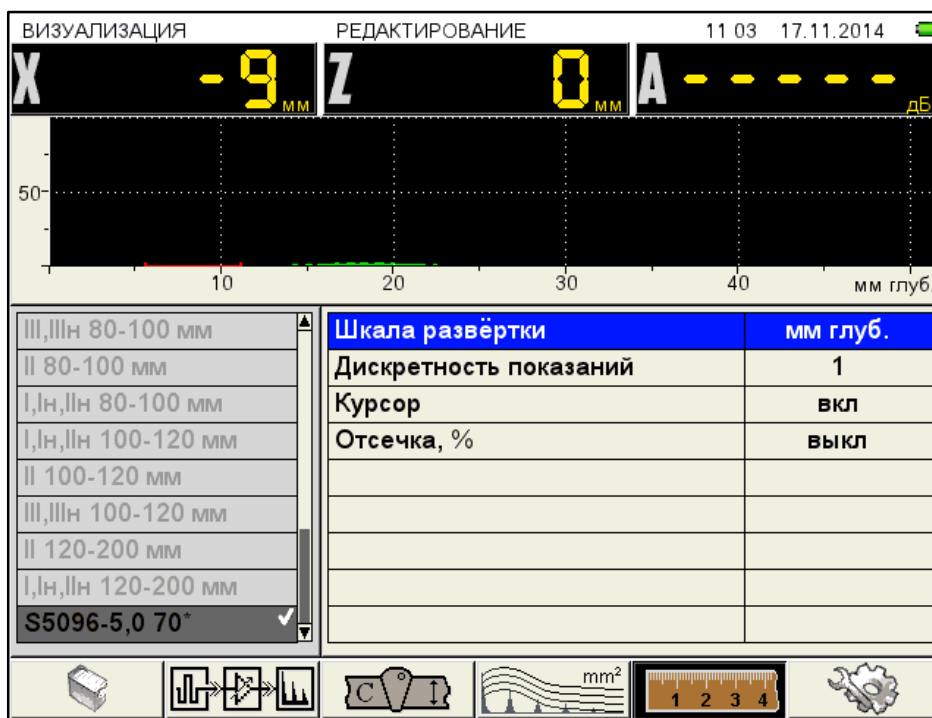 ВИЗУАЛИЗАЦИЯ РЕДАКТИРОВАНИЕ 11 03 17.11.2014
X -9 мм Z 0 мм A ----- дБ
50
10 20 30 40 мм глуб.
III,IIIн 80-100 мм
II 80-100 мм
I,Iн,IIн 80-100 мм
I,Iн,IIн 100-120 мм
II 100-120 мм
III,IIIн 100-120 мм
II 120-200 мм
I,Iн,IIн 120-200 мм
S5096-5,0 70*
Шкала развёртки мм глуб.
Дискретность показаний 1
Курсор вкл
Отсечка, % выкл
C
mm²
1 2 3 4